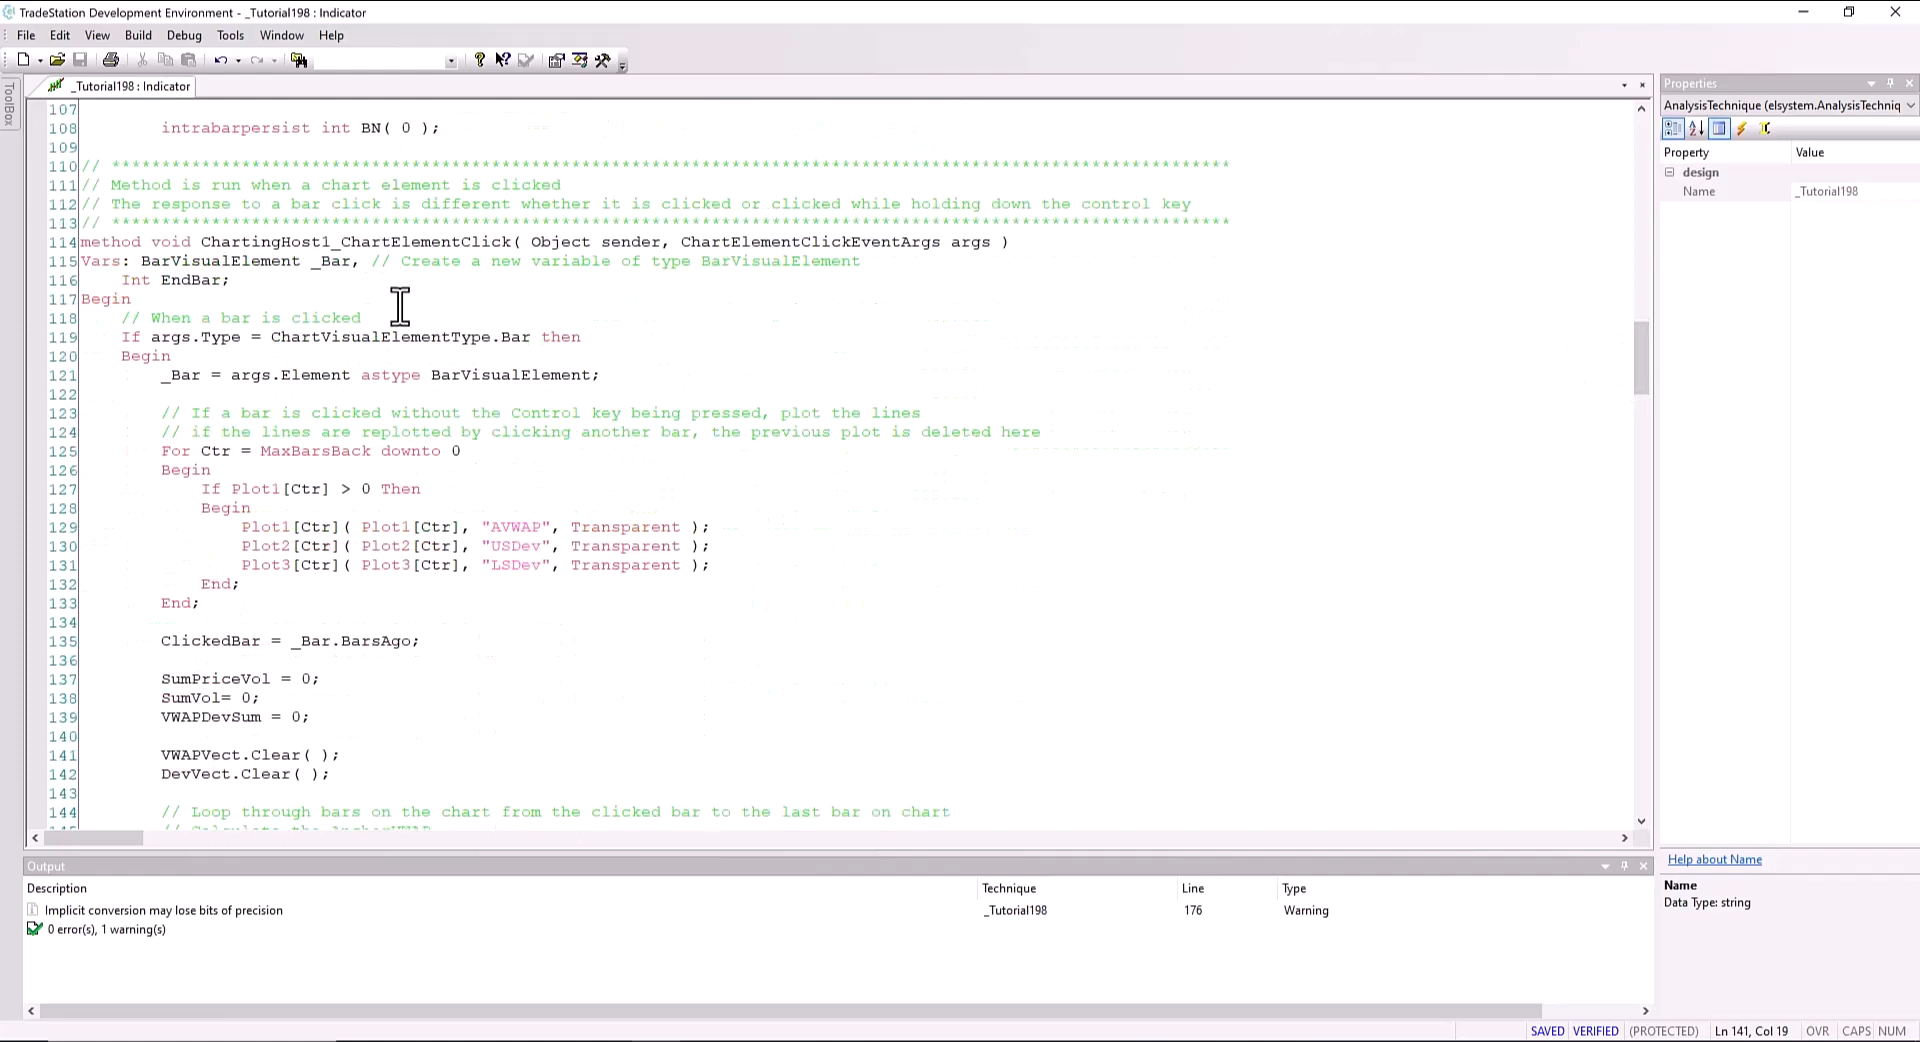 TradeStation Development Environment - _Tutorial198 : Indicator
File Edit View Build Debug Tools Window Help
ToolBox
_Tutorial198 : Indicator
107
108 intrabarpersist int BN( 0 );
109
110 // ****************************************************************************************************************
111 // Method is run when a chart element is clicked
112 // The response to a bar click is different whether it is clicked or clicked while holding down the control key
113 // ****************************************************************************************************************
114 method void ChartingHost1_ChartElementClick( Object sender, ChartElementClickEventArgs args )
115 Vars: BarVisualElement _Bar, // Create a new variable of type BarVisualElement
116 Int EndBar;
117 Begin
118 // When a bar is clicked
119 If args.Type = ChartVisualElementType.Bar then
120 Begin
121 _Bar = args.Element astype BarVisualElement;
122
123 // If a bar is clicked without the Control key being pressed, plot the lines
124 // if the lines are replotted by clicking another bar, the previous plot is deleted here
125 For Ctr = MaxBarsBack downto 0
126 Begin
127 If Plot1[Ctr] > 0 Then
128 Begin
129 Plot1[Ctr]( Plot1[Ctr], "AVWAP", Transparent );
130 Plot2[Ctr]( Plot2[Ctr], "USDev", Transparent );
131 Plot3[Ctr]( Plot3[Ctr], "LSDev", Transparent );
132 End;
133 End;
134
135 ClickedBar = _Bar.BarsAgo;
136
137 SumPriceVol = 0;
138 SumVol= 0;
139 VWAPDevSum = 0;
140
141 VWAPVect.Clear( );
142 DevVect.Clear( );
143
144 // Loop through bars on the chart from the clicked bar to the last bar on chart
Properties
AnalysisTechnique (elsystem.AnalysisTechniq
Property Value
design
Name _Tutorial198
Help about Name
Name
Data Type: string
Output
Description Technique Line Type
Implicit conversion may lose bits of precision _Tutorial198 176 Warning
0 error(s), 1 warning(s)
SAVED VERIFIED (PROTECTED) Ln 141, Col 19 OVR CAPS NUM